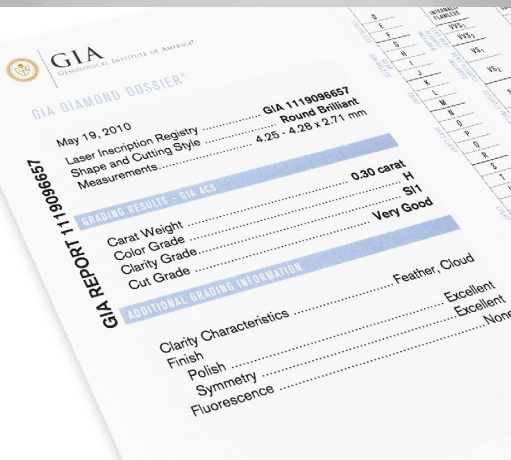 GIA
GEMOLOGICAL INSTITUTE OF AMERICA®
GIA DIAMOND DOSSIER®
May 19, 2010
Laser Inscription Registry ............ GIA 1119096657
Shape and Cutting Style ............ Round Brilliant
Measurements ............ 4.25 - 4.28 x 2.71 mm
GRADING RESULTS – GIA 4CS
Carat Weight ............ 0.30 carat
Color Grade ............ H
Clarity Grade ............ SI1
Cut Grade ............ Very Good
ADDITIONAL GRADING INFORMATION
Clarity Characteristics ............ Feather, Cloud
Finish
Polish ............ Excellent
Symmetry ............ Excellent
Fluorescence ............ None
GIA REPORT 1119096657
D
E
F
G
H
I
J
K
L
M
N
O
P
Q
R
S
INTERNALLY
FLAWLESS
VVS1
VVS2
VS1
VS2